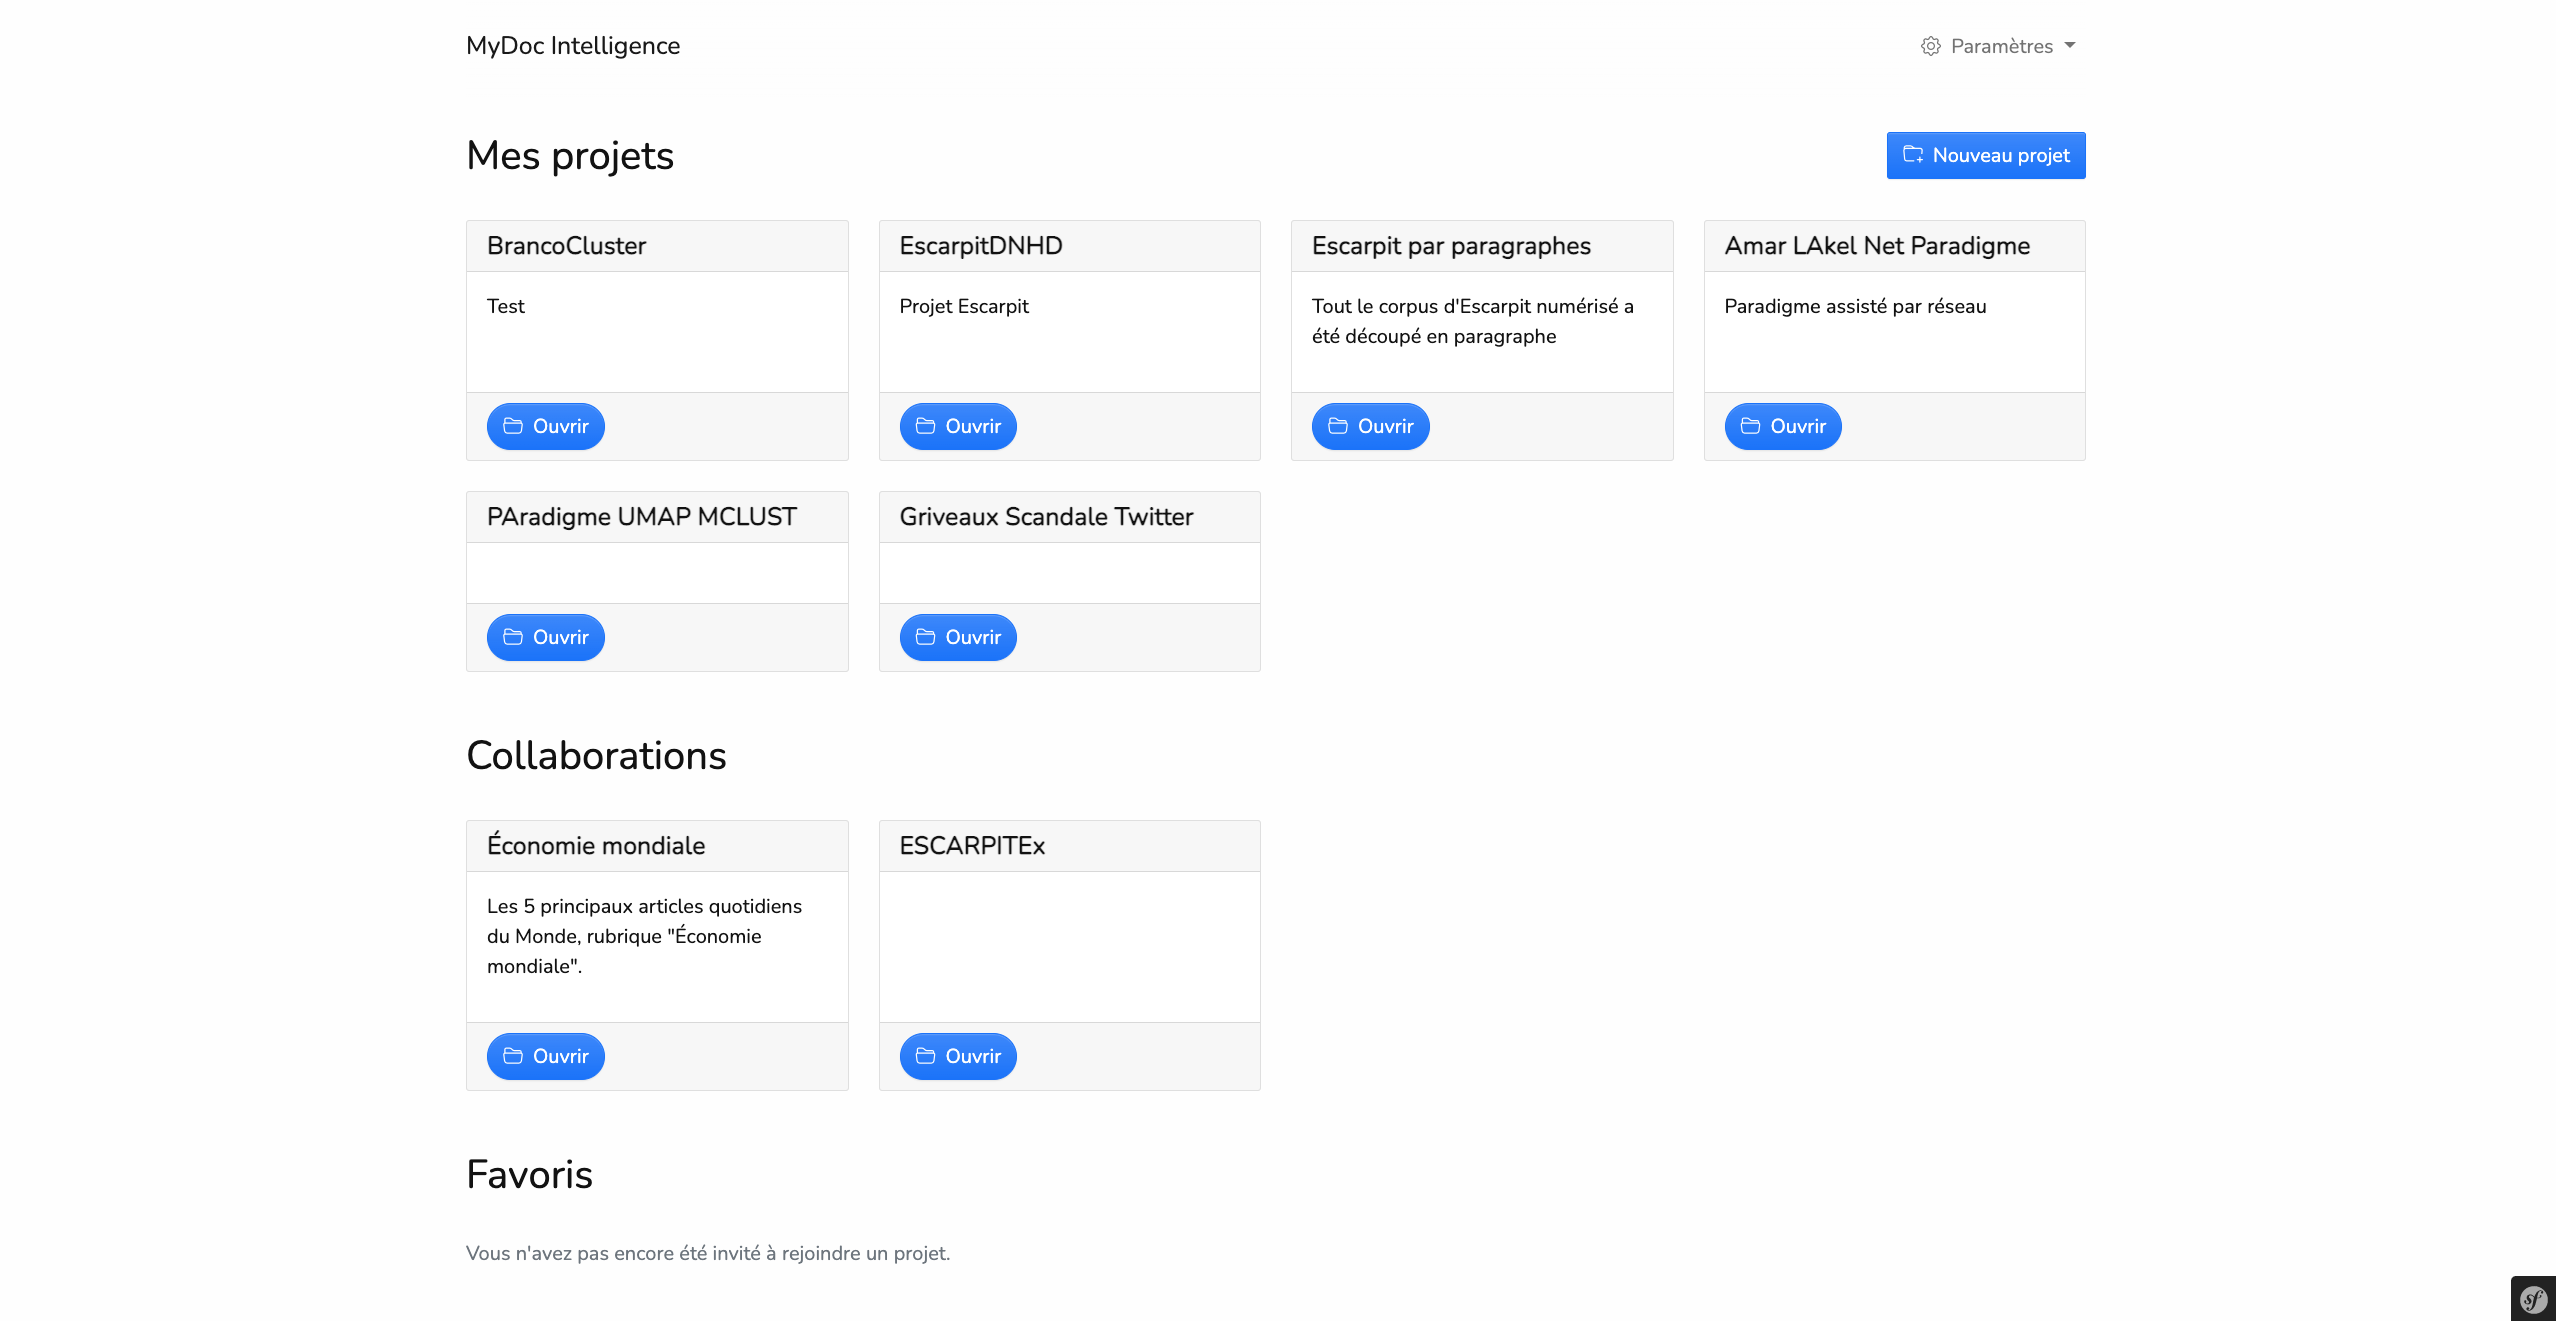 MyDoc Intelligence
Paramètres
Mes projets
Nouveau projet
BrancoCluster
Test
Ouvrir
EscarpitDNHD
Projet Escarpit
Ouvrir
Escarpit par paragraphes
Tout le corpus d'Escarpit numérisé a
été découpé en paragraphe
Ouvrir
Amar LAkel Net Paradigme
Paradigme assisté par réseau
Ouvrir
PAradigme UMAP MCLUST
Ouvrir
Griveaux Scandale Twitter
Ouvrir
Collaborations
Économie mondiale
Les 5 principaux articles quotidiens
du Monde, rubrique "Économie
mondiale".
Ouvrir
ESCARPITEx
Ouvrir
Favoris
Vous n'avez pas encore été invité à rejoindre un projet.
sf